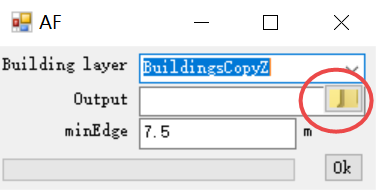 AF
Building layer BuildingsCopyZ
Output
minEdge 7.5 m
Ok